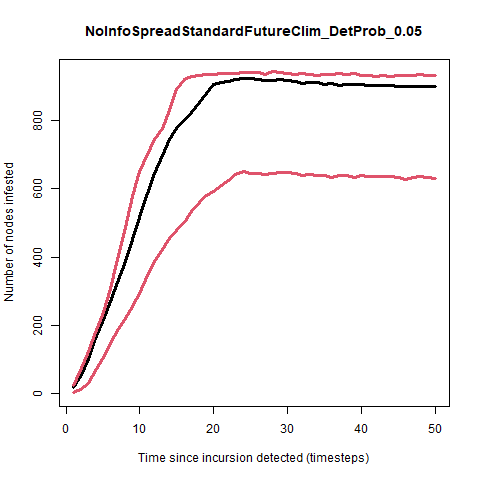 NoInfoSpreadStandardFutureClim_DetProb_0.05
Number of nodes infested
800
600
400
200
0
0 10 20 30 40 50
Time since incursion detected (timesteps)